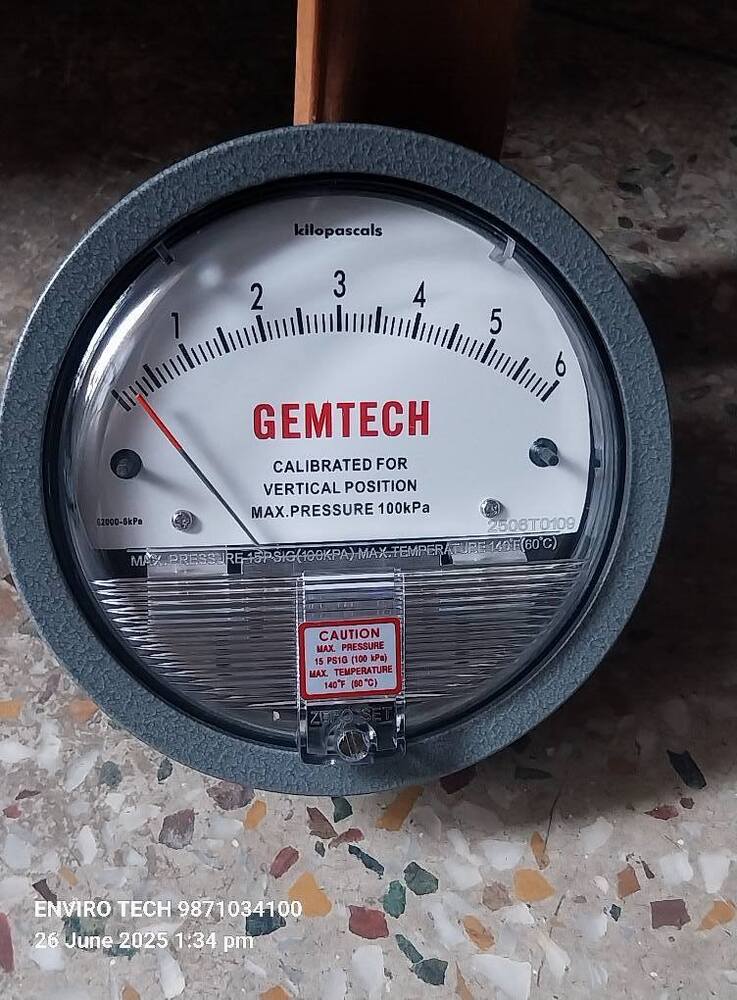 kilopascals
1 2 3 4 5 6
GEMTECH
CALIBRATED FOR
VERTICAL POSITION
MAX.PRESSURE 100kPa
G2000-6kPa
2506T0109
MAX.PRESSURE 15PSIG(100KPA) MAX.TEMPERATURE 140°F(60°C)
CAUTION
MAX. PRESSURE
15 PSIG (100 kPa)
MAX. TEMPERATURE
140°F (60°C)
ZERO SET
ENVIRO TECH 9871034100
26 June 2025 1:34 pm